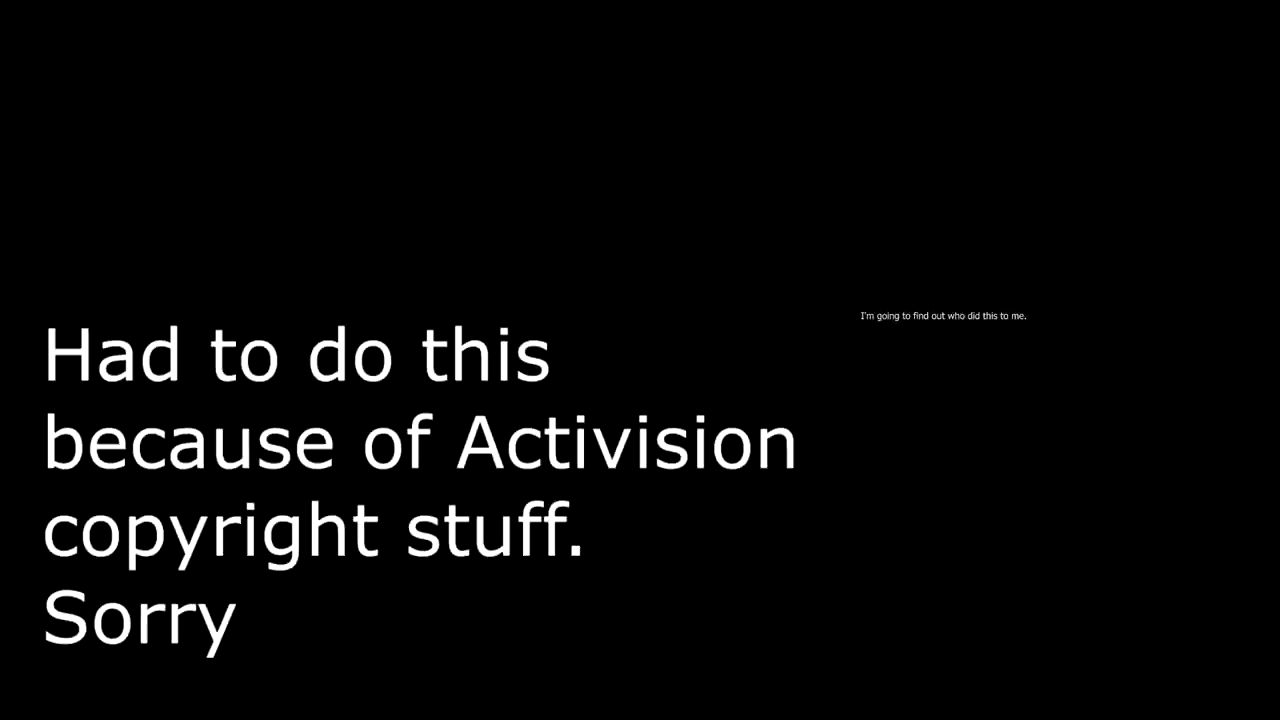 Had to do this
because of Activision
copyright stuff.
Sorry
I'm going to find out who did this to me.